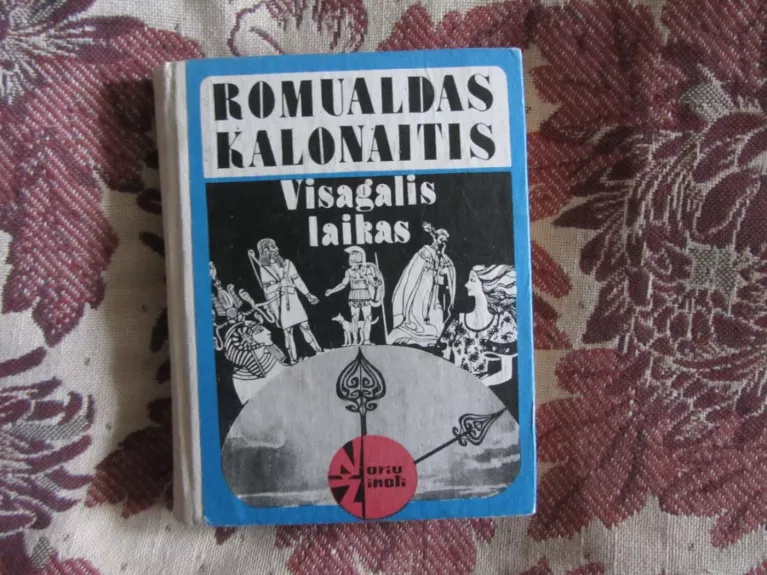 ROMUALDAS
KALONAITIS
Visagalis
laikas
Noriu
Žinoti